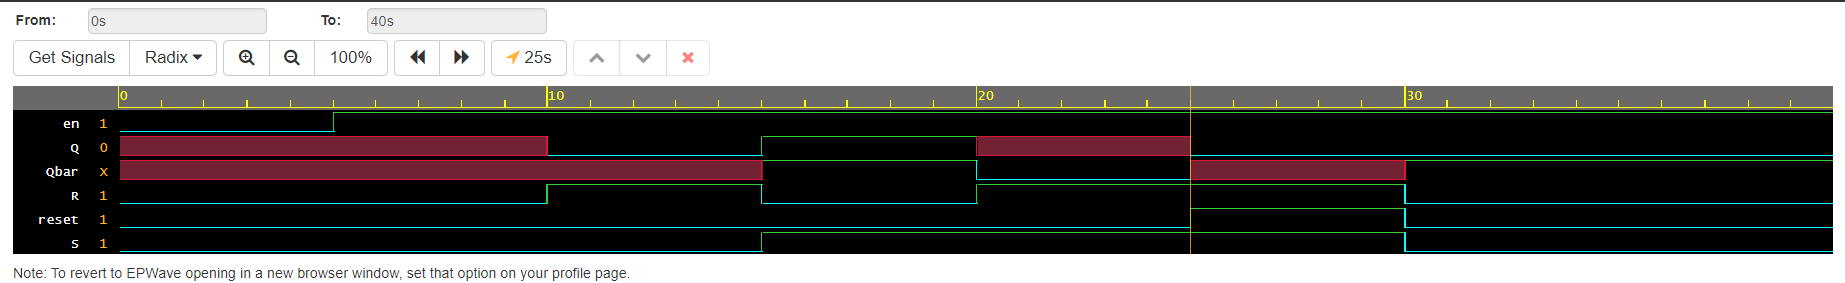 From: 0s To: 40s
Get Signals Radix 100% 25s
0 10 20 30
en 1
Q 0
Qbar X
R 1
reset 1
S 1
Note: To revert to EPWave opening in a new browser window, set that option on your profile page.